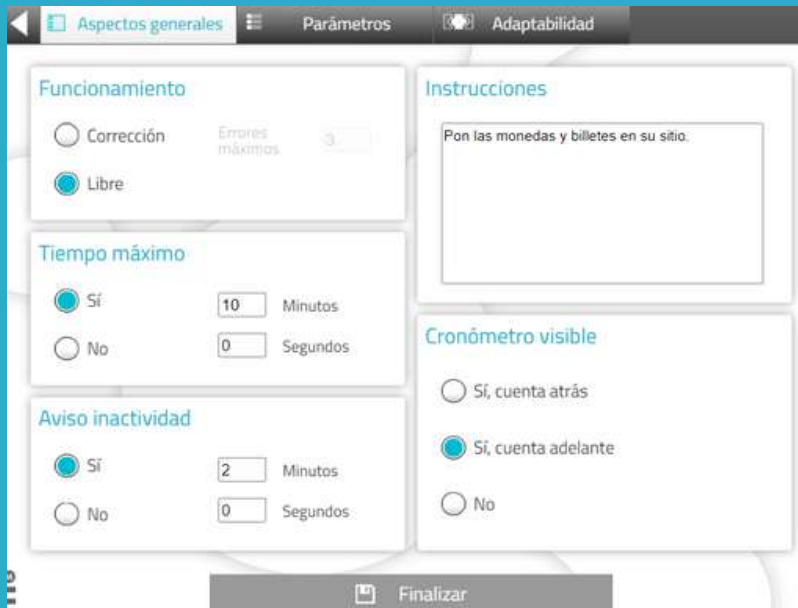 Aspectos generales
Parámetros
Adaptabilidad
Funcionamiento
Corrección
Errores
máximos
3
Libre
Tiempo máximo
Sí
10 Minutos
No
0 Segundos
Aviso inactividad
Sí
2 Minutos
No
0 Segundos
Instrucciones
Pon las monedas y billetes en su sitio.
Cronómetro visible
Sí, cuenta atrás
Sí, cuenta adelante
No
Finalizar